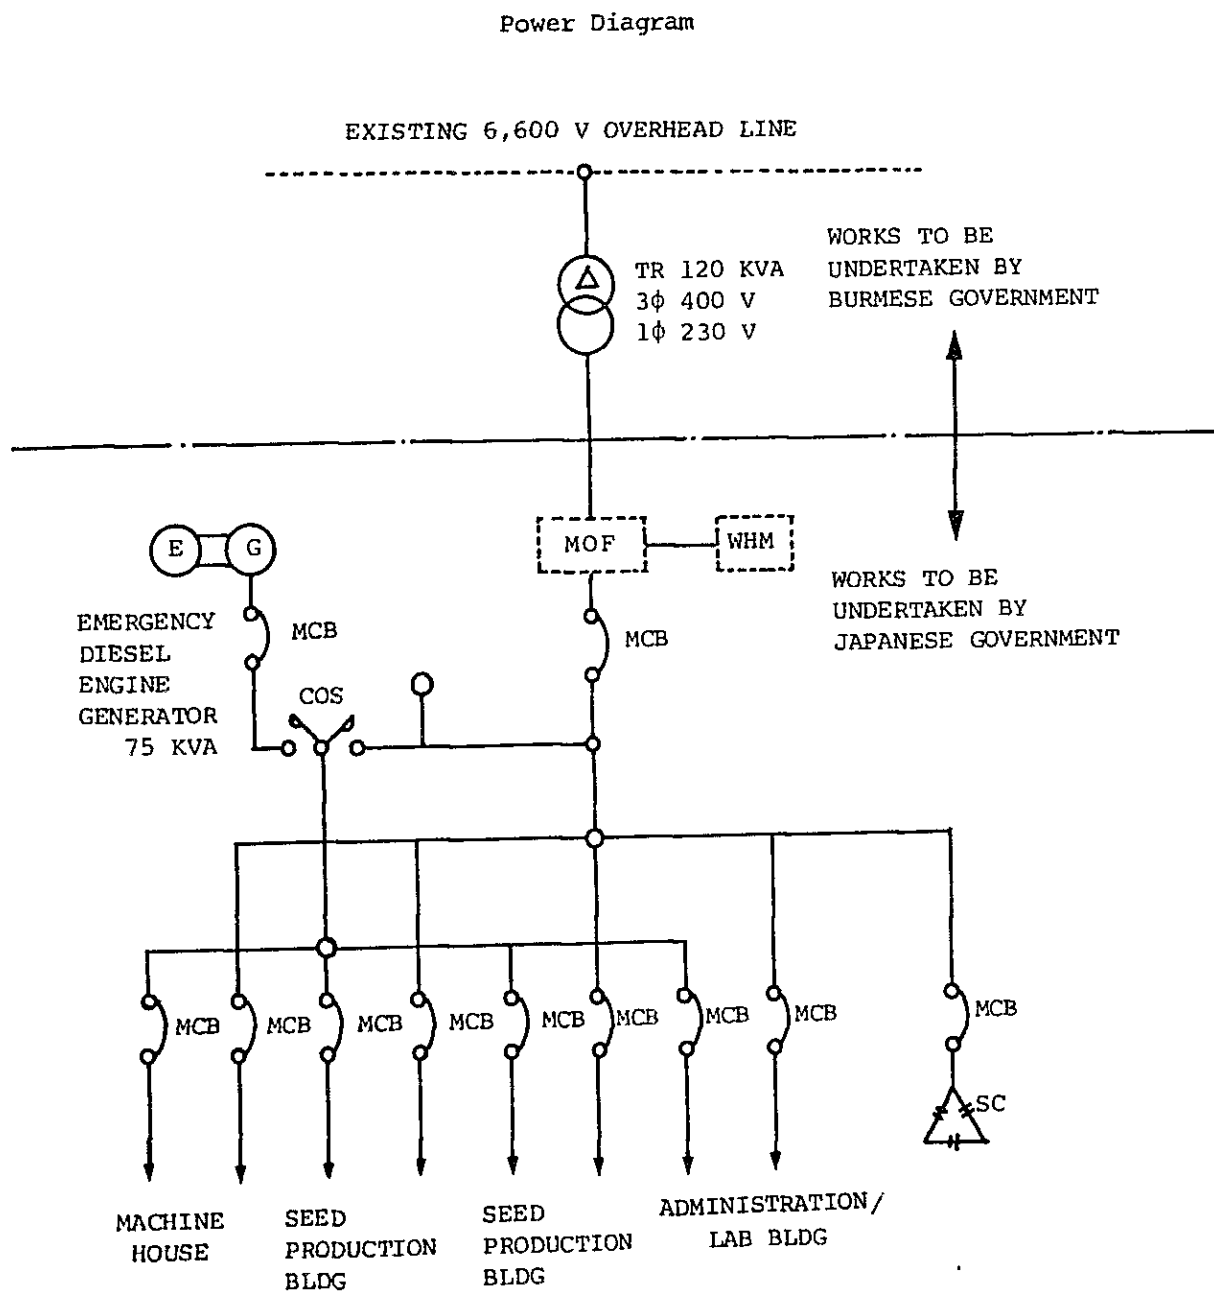 Power Diagram
EXISTING 6,600 V OVERHEAD LINE
WORKS TO BE
UNDERTAKEN BY
BURMESE GOVERNMENT
TR 120 KVA
3ϕ 400 V
1ϕ 230 V
E G
MOF
WHM
WORKS TO BE
UNDERTAKEN BY
JAPANESE GOVERNMENT
EMERGENCY
DIESEL
ENGINE
GENERATOR
75 KVA
MCB
MCB
COS
MCB MCB MCB MCB MCB MCB MCB MCB MCB
SC
MACHINE
HOUSE
SEED
PRODUCTION
BLDG
SEED
PRODUCTION
BLDG
ADMINISTRATION/
LAB BLDG